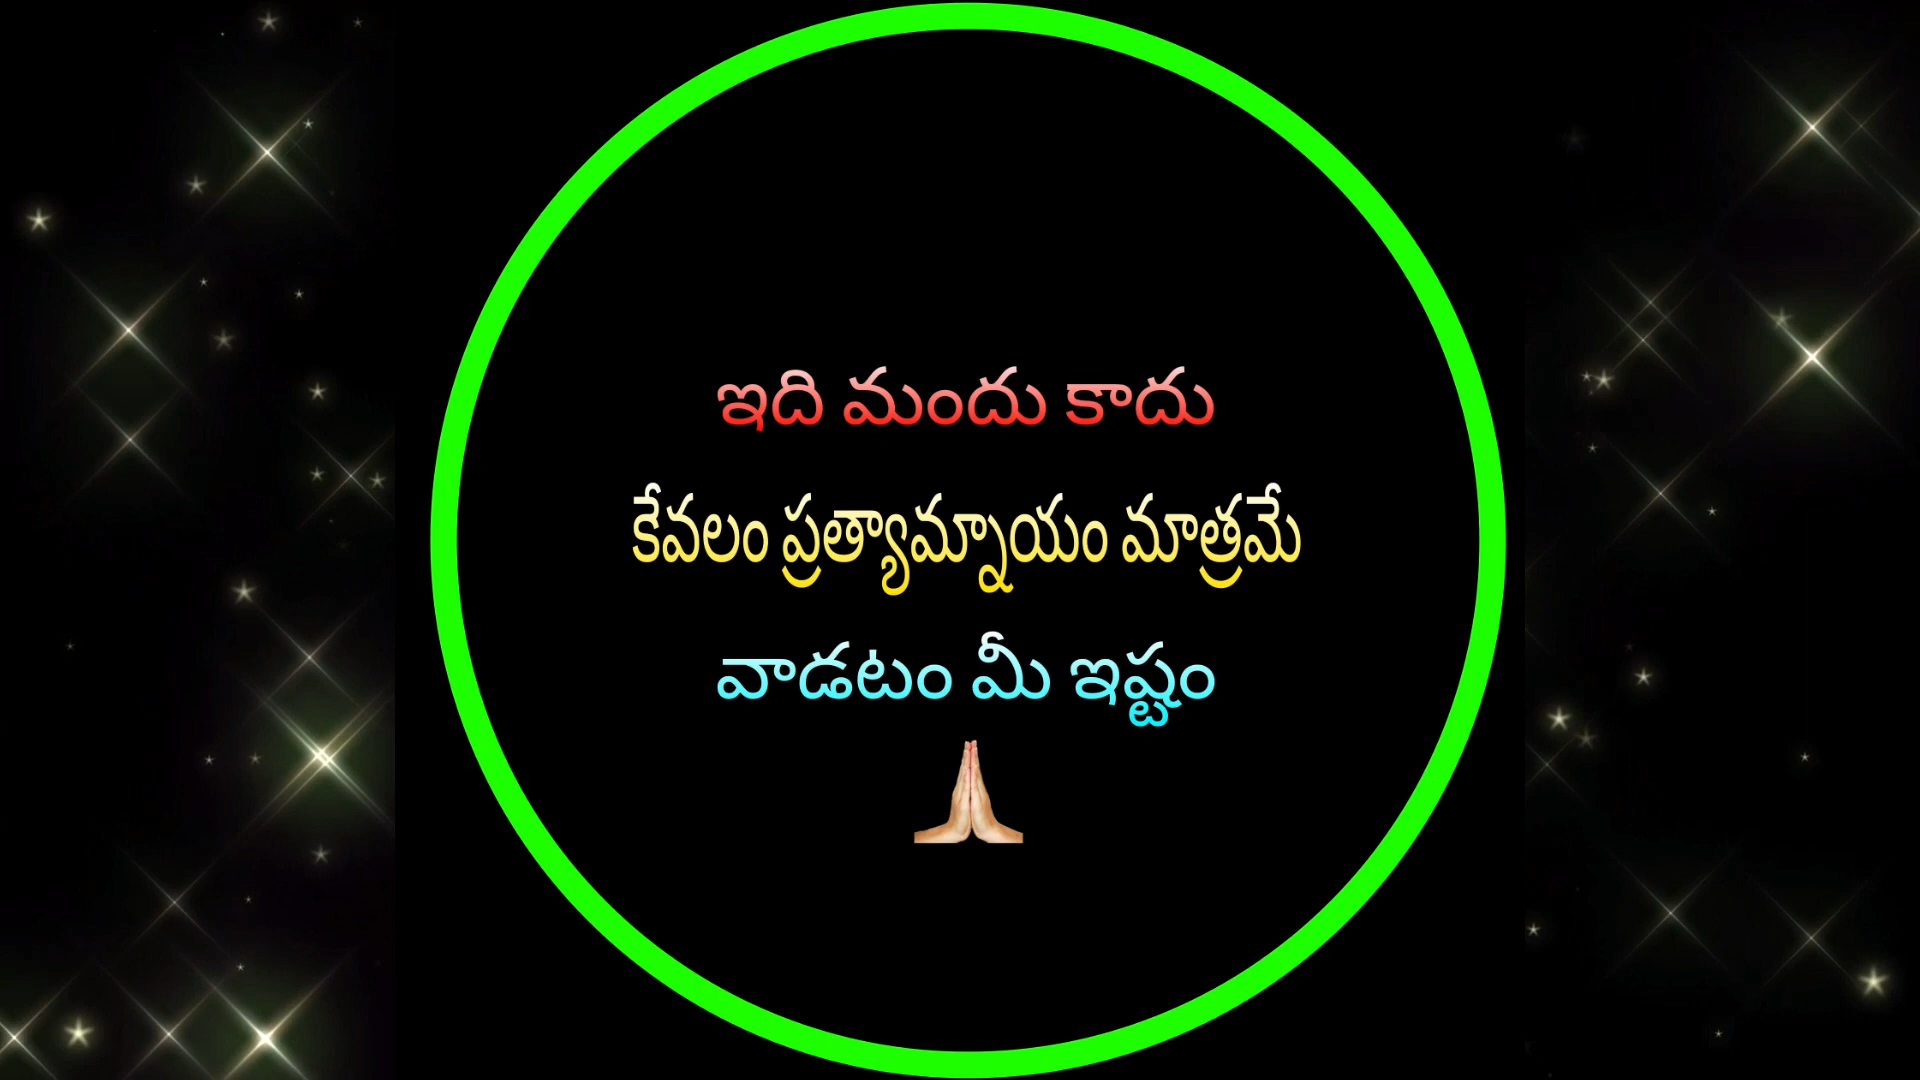 ఇది మందు కాదు
కేవలం ప్రత్యామ్నాయం మాత్రమే
వాడటం మీ ఇష్టం